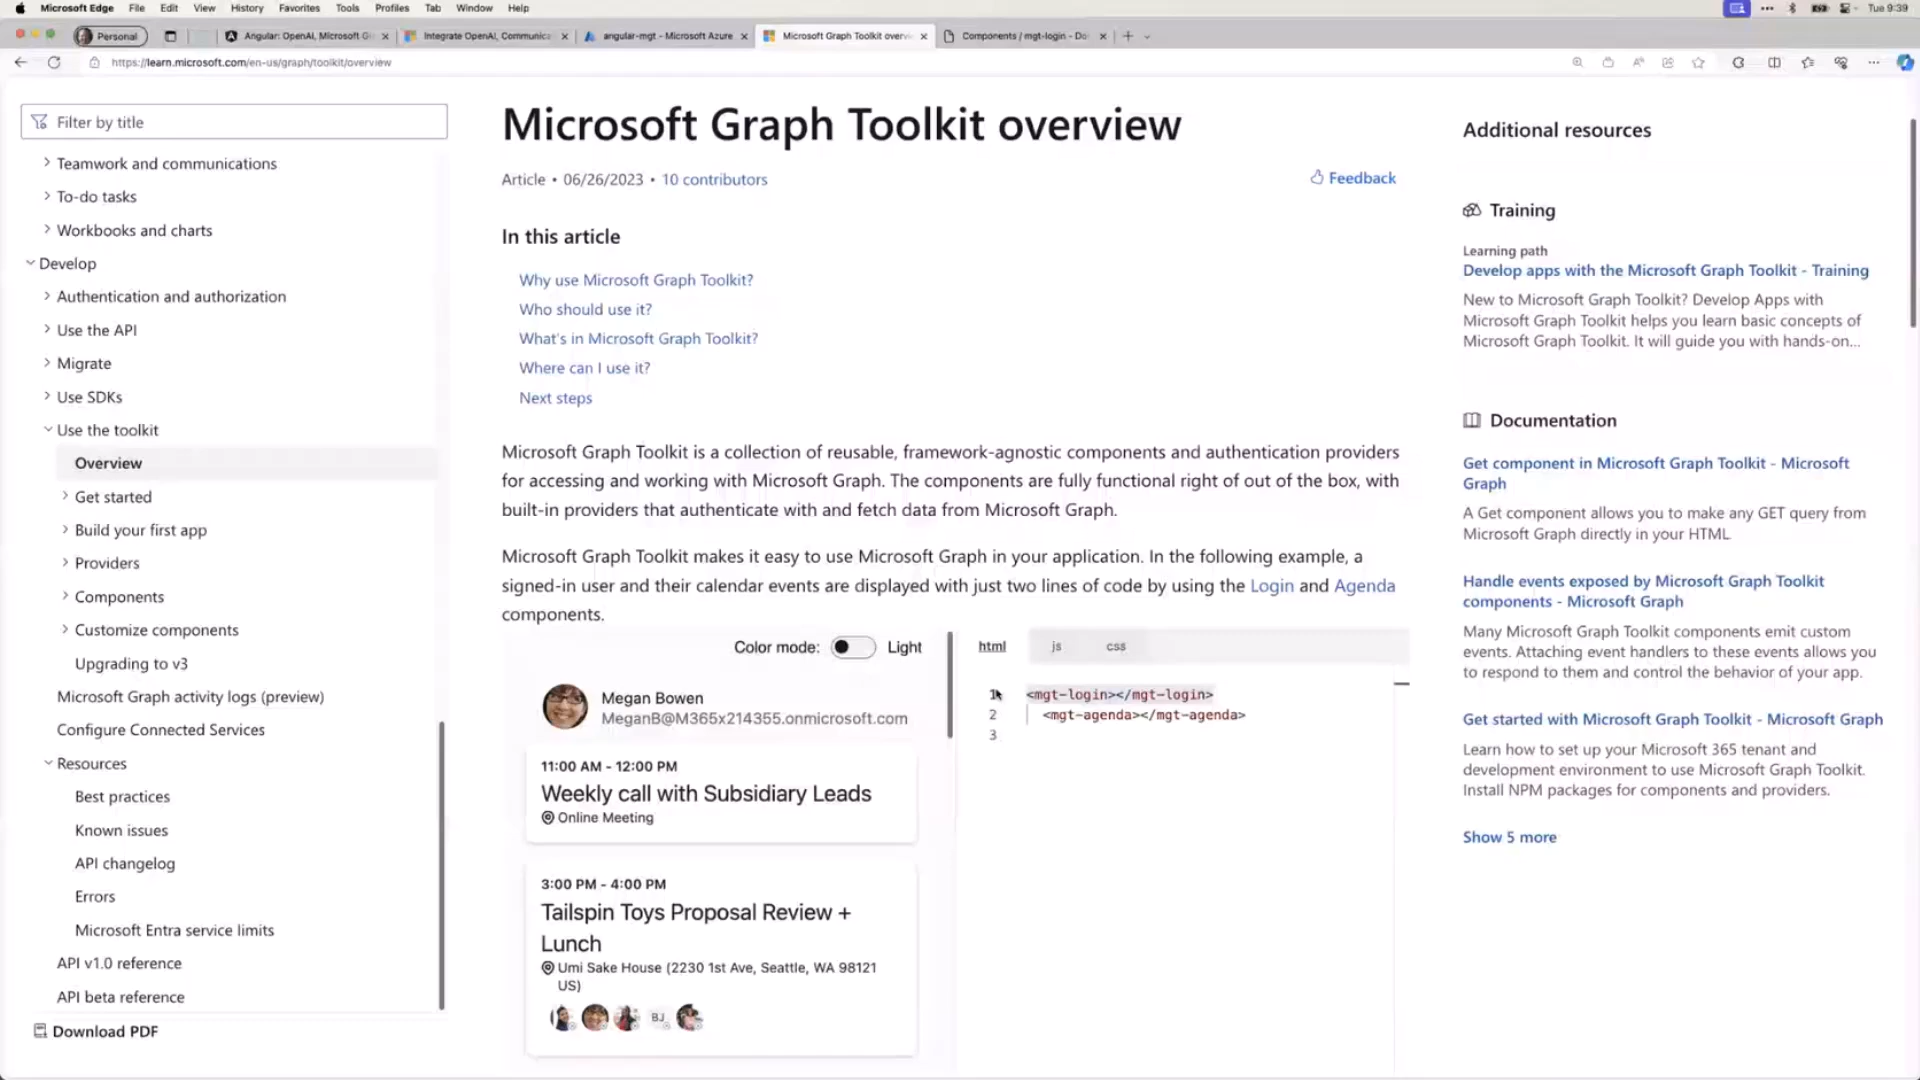 Microsoft Edge File Edit View History Favorites Tools Profiles Tab Window Help Tue 9:39
Personal Angular: OpenAI, Microsoft G Integrate OpenAI, Communica angular-mgt - Microsoft Azure Microsoft Graph Toolkit overvi Components / mgt-login - Do
https://learn.microsoft.com/en-us/graph/toolkit/overview
Filter by title
Teamwork and communications
To-do tasks
Workbooks and charts
Develop
Authentication and authorization
Use the API
Migrate
Use SDKs
Use the toolkit
Overview
Get started
Build your first app
Providers
Components
Customize components
Upgrading to v3
Microsoft Graph activity logs (preview)
Configure Connected Services
Resources
Best practices
Known issues
API changelog
Errors
Microsoft Entra service limits
API v1.0 reference
API beta reference
Download PDF
Microsoft Graph Toolkit overview
Article • 06/26/2023 • 10 contributors
Feedback
In this article
Why use Microsoft Graph Toolkit?
Who should use it?
What's in Microsoft Graph Toolkit?
Where can I use it?
Next steps
Microsoft Graph Toolkit is a collection of reusable, framework-agnostic components and authentication providers
for accessing and working with Microsoft Graph. The components are fully functional right of out of the box, with
built-in providers that authenticate with and fetch data from Microsoft Graph.
Microsoft Graph Toolkit makes it easy to use Microsoft Graph in your application. In the following example, a
signed-in user and their calendar events are displayed with just two lines of code by using the Login and Agenda
components.
Color mode: Light
Megan Bowen
MeganB@M365x214355.onmicrosoft.com
11:00 AM - 12:00 PM
Weekly call with Subsidiary Leads
Online Meeting
3:00 PM - 4:00 PM
Tailspin Toys Proposal Review +
Lunch
Umi Sake House (2230 1st Ave, Seattle, WA 98121
US)
BJ
html js css
1 <mgt-login></mgt-login>
2 <mgt-agenda></mgt-agenda>
3
Additional resources
Training
Learning path
Develop apps with the Microsoft Graph Toolkit - Training
New to Microsoft Graph Toolkit? Develop Apps with
Microsoft Graph Toolkit helps you learn basic concepts of
Microsoft Graph Toolkit. It will guide you with hands-on...
Documentation
Get component in Microsoft Graph Toolkit - Microsoft
Graph
A Get component allows you to make any GET query from
Microsoft Graph directly in your HTML.
Handle events exposed by Microsoft Graph Toolkit
components - Microsoft Graph
Many Microsoft Graph Toolkit components emit custom
events. Attaching event handlers to these events allows you
to respond to them and control the behavior of your app.
Get started with Microsoft Graph Toolkit - Microsoft Graph
Learn how to set up your Microsoft 365 tenant and
development environment to use Microsoft Graph Toolkit.
Install NPM packages for components and providers.
Show 5 more